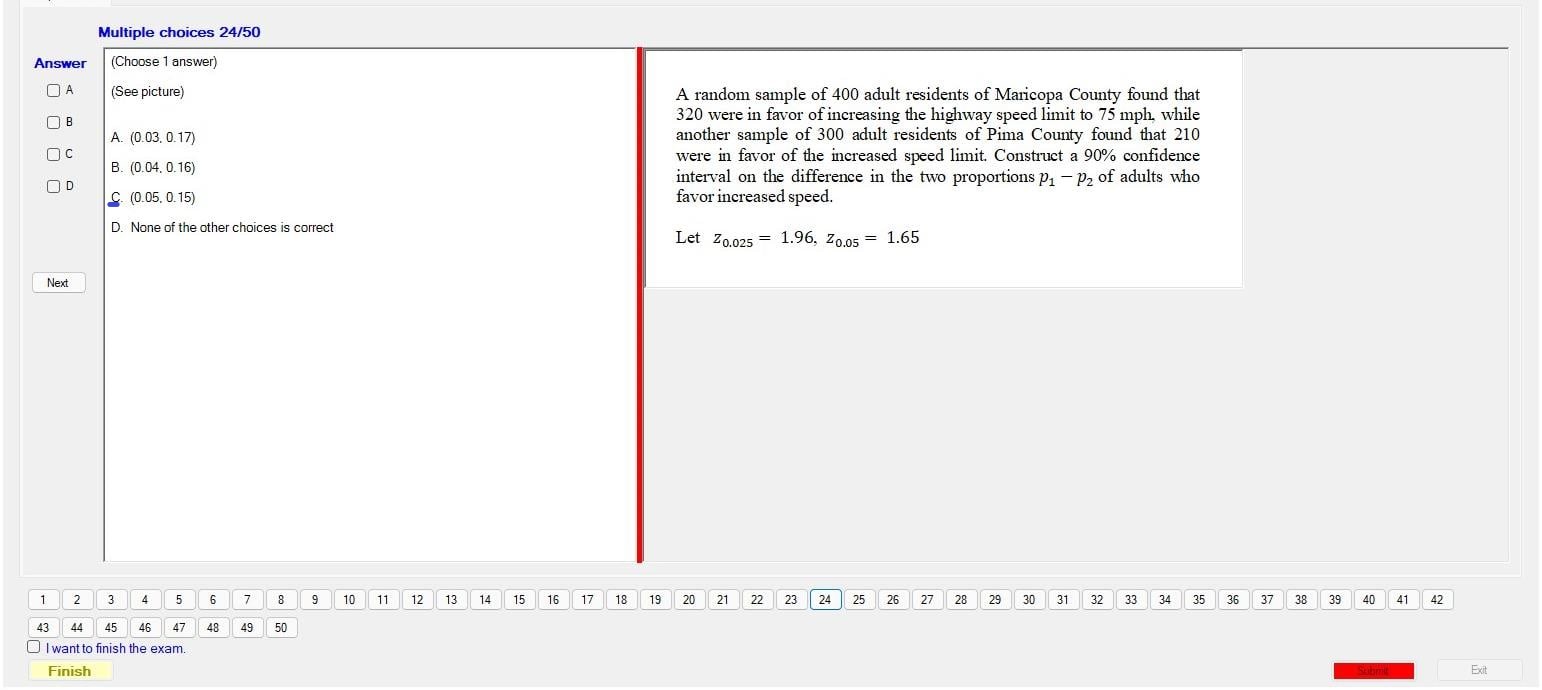 Multiple choices 24/50
Answer
A
B
C
D
Next
(Choose 1 answer)
(See picture)
A. (0.03, 0.17)
B. (0.04, 0.16)
C. (0.05, 0.15)
D. None of the other choices is correct
A random sample of 400 adult residents of Maricopa County found that
320 were in favor of increasing the highway speed limit to 75 mph, while
another sample of 300 adult residents of Pima County found that 210
were in favor of the increased speed limit. Construct a 90% confidence
interval on the difference in the two proportions p₁ − p₂ of adults who
favor increased speed.
Let z₀.₀₂₅ = 1.96, z₀.₀₅ = 1.65
1 2 3 4 5 6 7 8 9 10 11 12 13 14 15 16 17 18 19 20 21 22 23 24 25 26 27 28 29 30 31 32 33 34 35 36 37 38 39 40 41 42
43 44 45 46 47 48 49 50
I want to finish the exam.
Finish
Submit
Exit